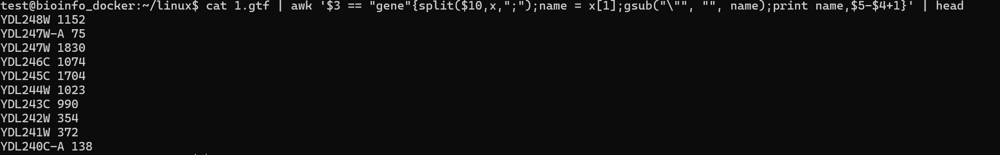 test@bioinfo_docker:~/linux$ cat 1.gtf | awk '$3 == "gene"{split($10,x,";");name = x[1];gsub("\"", "", name);print name,$5-$4+1}' | head
YDL248W 1152
YDL247W-A 75
YDL247W 1830
YDL246C 1074
YDL245C 1704
YDL244W 1023
YDL243C 990
YDL242W 354
YDL241W 372
YDL240C-A 138